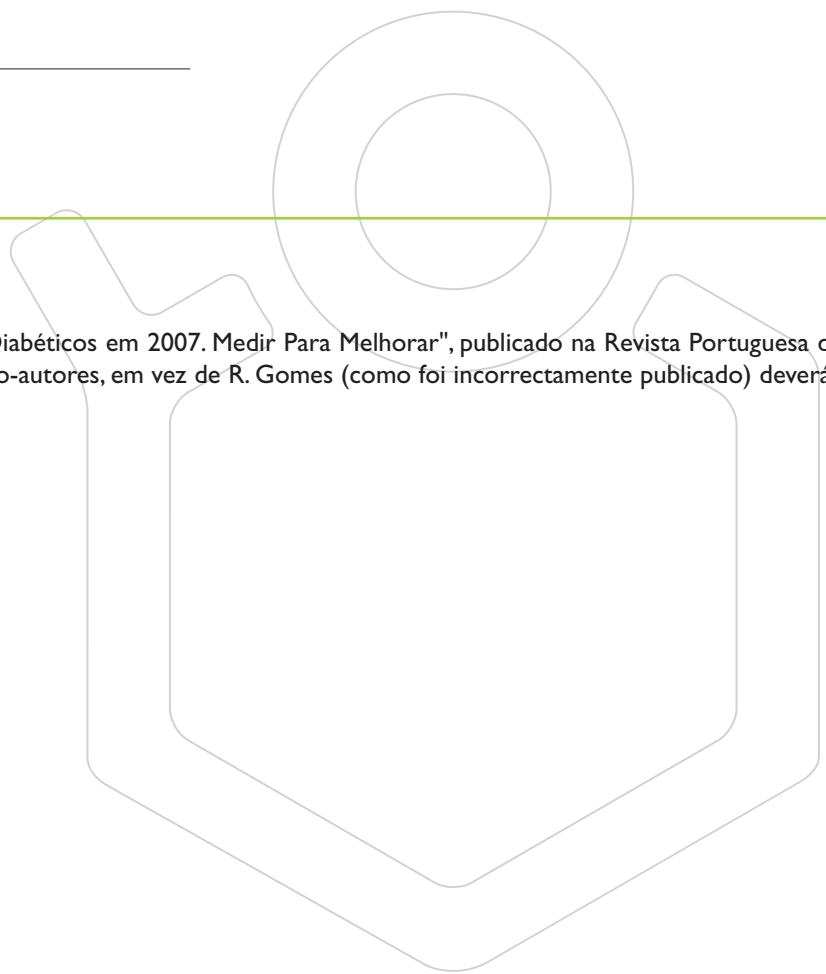 iabéticos em 2007. Medir Para Melhorar", publicado na Revista Portuguesa
o-autores, em vez de R. Gomes (como foi incorrectamente publicado) deverá